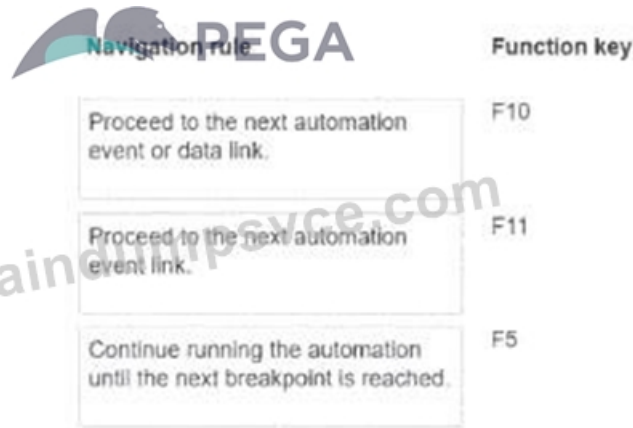 PEGA
Navigation rule
Function key
Proceed to the next automation
event or data link.
F10
Proceed to the next automation
event link.
F11
Continue running the automation
until the next breakpoint is reached.
F5
aindumpsvce.com